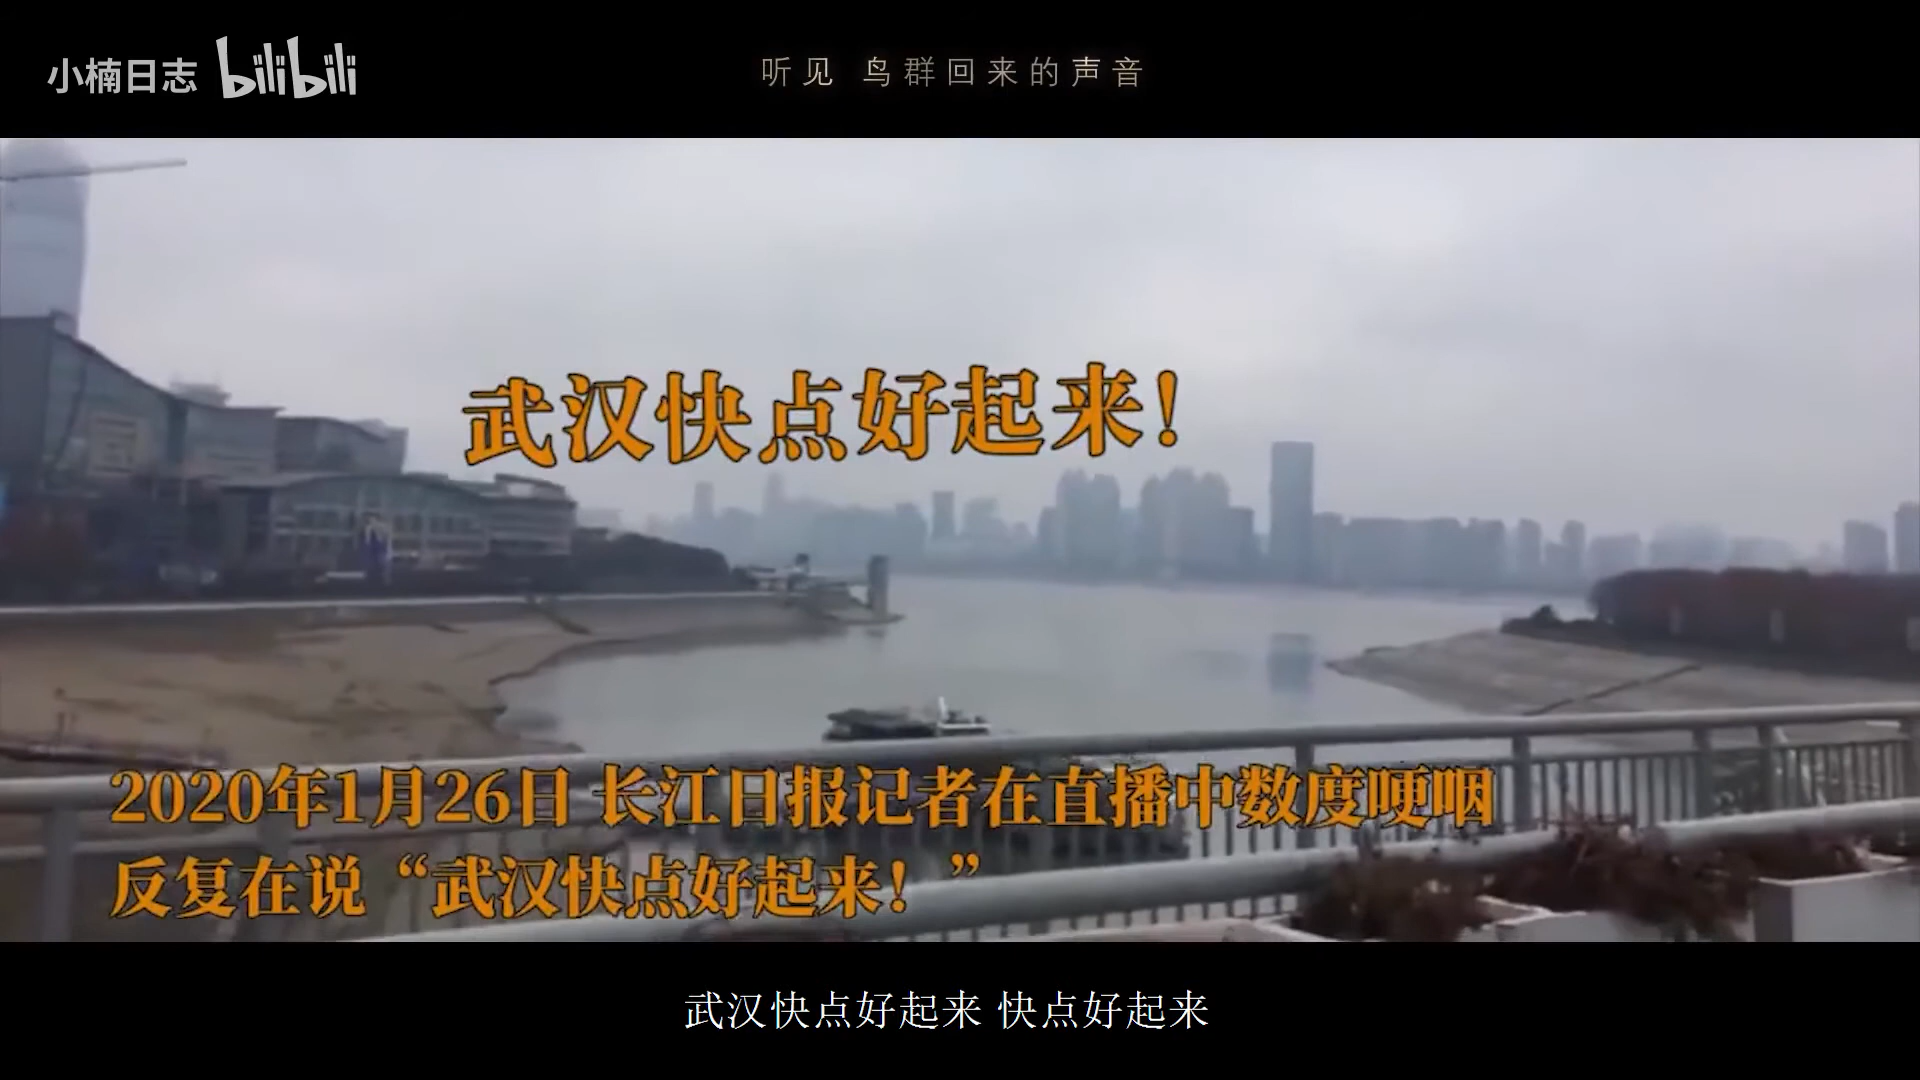 小楠日志 bilibili
听见 鸟群回来的声音
武汉快点好起来！
2020年1月26日 长江日报记者在直播中数度哽咽
反复在说“武汉快点好起来！”
武汉快点好起来 快点好起来